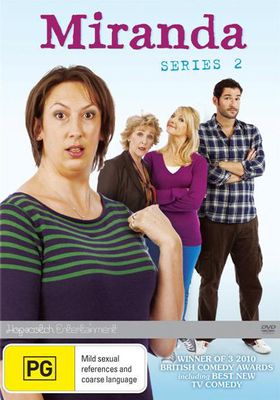 Miranda
SERIES 2
Hopscotch Entertainment
DVD
PG
Mild sexual
references and
coarse language
WINNER OF 3 2010
BRITISH COMEDY AWARDS
including BEST NEW
TV COMEDY